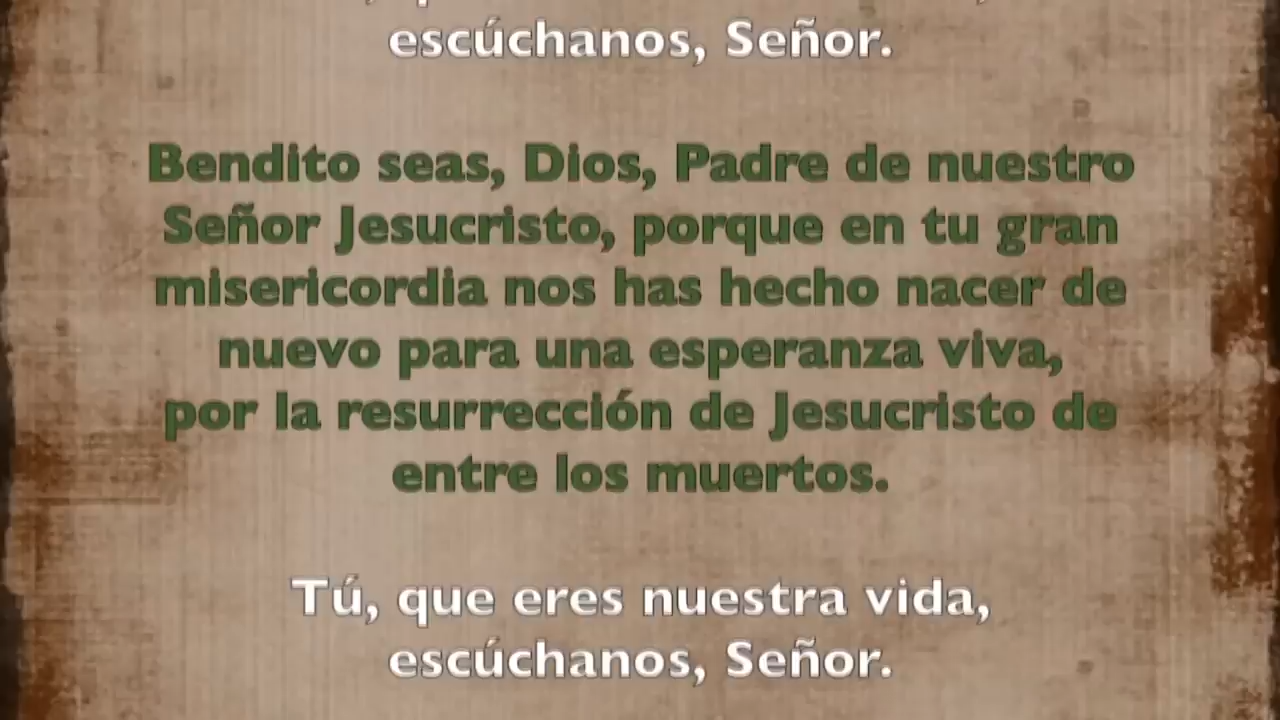 escúchanos, Señor.
Bendito seas, Dios, Padre de nuestro
Señor Jesucristo, porque en tu gran
misericordia nos has hecho nacer de
nuevo para una esperanza viva,
por la resurrección de Jesucristo de
entre los muertos.
Tú, que eres nuestra vida,
escúchanos, Señor.